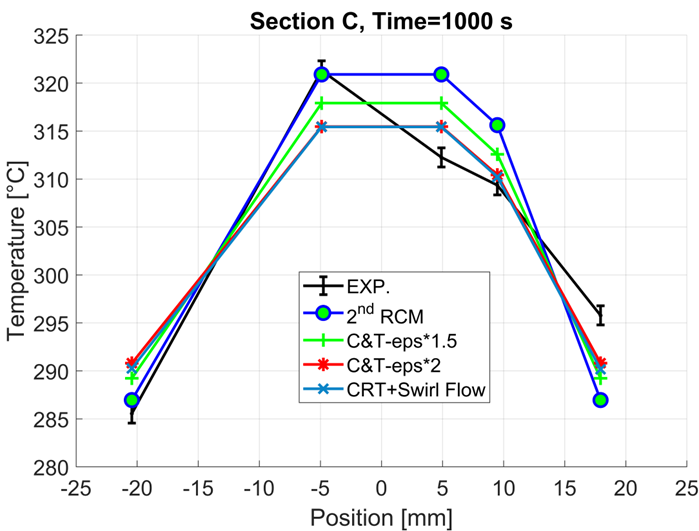 Section C, Time=1000 s
Temperature [°C]
325
320
315
310
305
300
295
290
285
280
EXP.
2nd RCM
C&T-eps*1.5
C&T-eps*2
CRT+Swirl Flow
-25 -20 -15 -10 -5 0 5 10 15 20 25
Position [mm]